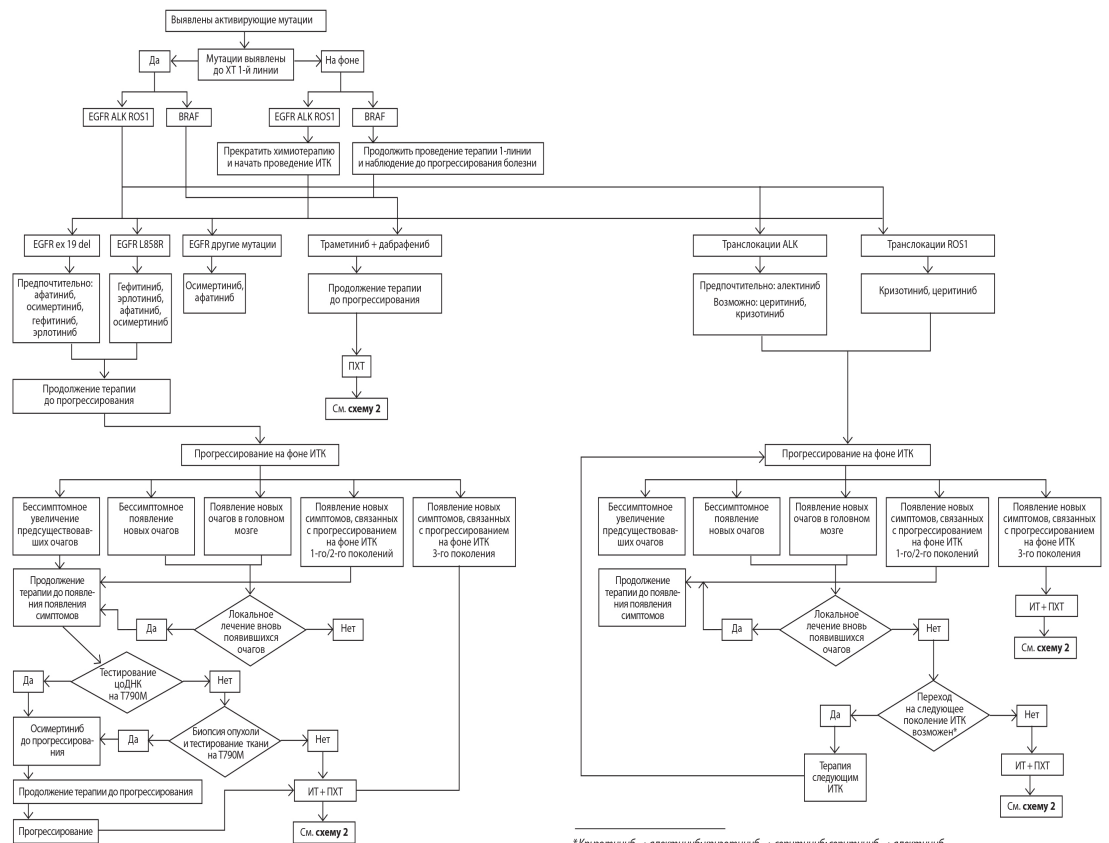 Выявлены активирующие мутации
Да
Мутации выявлены
до ХТ 1-й линии
На фоне
EGFR ALK ROS1
BRAF
EGFR ALK ROS1
BRAF
Прекратить химиотерапию
и начать проведение ИТК
Продолжить проведение терапии 1-линии
и наблюдение до прогрессирования болезни
EGFR ex 19 del
EGFR L858R
EGFR другие мутации
Траметиниб + дабрафениб
Транслокации ALK
Транслокации ROS1
Предпочтительно:
афатиниб,
осимертиниб,
гефитиниб,
эрлотиниб
Гефитиниб,
эрлотиниб,
афатиниб,
осимертиниб
Осимертиниб,
афатиниб
Продолжение терапии
до прогрессирования
Предпочтительно: алектиниб
Возможно: церитиниб,
кризотиниб
Кризотиниб, церитиниб
ПХТ
См. схему 2
Продолжение терапии
до прогрессирования
Прогрессирование на фоне ИТК
Бессимптомное
увеличение
предсуществовав-
ших очагов
Бессимптомное
появление
новых очагов
Появление новых
очагов в головном
мозге
Появление новых
симптомов, связанных
с прогрессированием
на фоне ИТК
1-го/2-го поколений
Появление новых
симптомов, связанных
с прогрессированием
на фоне ИТК
3-го поколения
Продолжение
терапии до появле-
ния появления
симптомов
Да
Локальное
лечение вновь
появившихся
очагов
Нет
Да
Тестирование
цоДНК
на T790M
Нет
Осимертиниб
до прогрессирова-
ния
Да
Биопсия опухоли
и тестирование ткани
на T790M
Нет
Продолжение терапии до прогрессирования
ИТ + ПХТ
Прогрессирование
См. схему 2
Прогрессирование на фоне ИТК
Бессимптомное
увеличение
предсуществовав-
ших очагов
Бессимптомное
появление
новых очагов
Появление новых
очагов в головном
мозге
Появление новых
симптомов, связанных
с прогрессированием
на фоне ИТК
1-го/2-го поколений
Появление новых
симптомов, связанных
с прогрессированием
на фоне ИТК
3-го поколения
Продолжение
терапии до появле-
ния появления
симптомов
Да
Локальное
лечение вновь
появившихся
очагов
Нет
ИТ + ПХТ
См. схему 2
Да
Переход
на следующее
поколение ИТК
возможен*
Нет
Терапия
следующим
ИТК
ИТ + ПХТ
См. схему 2